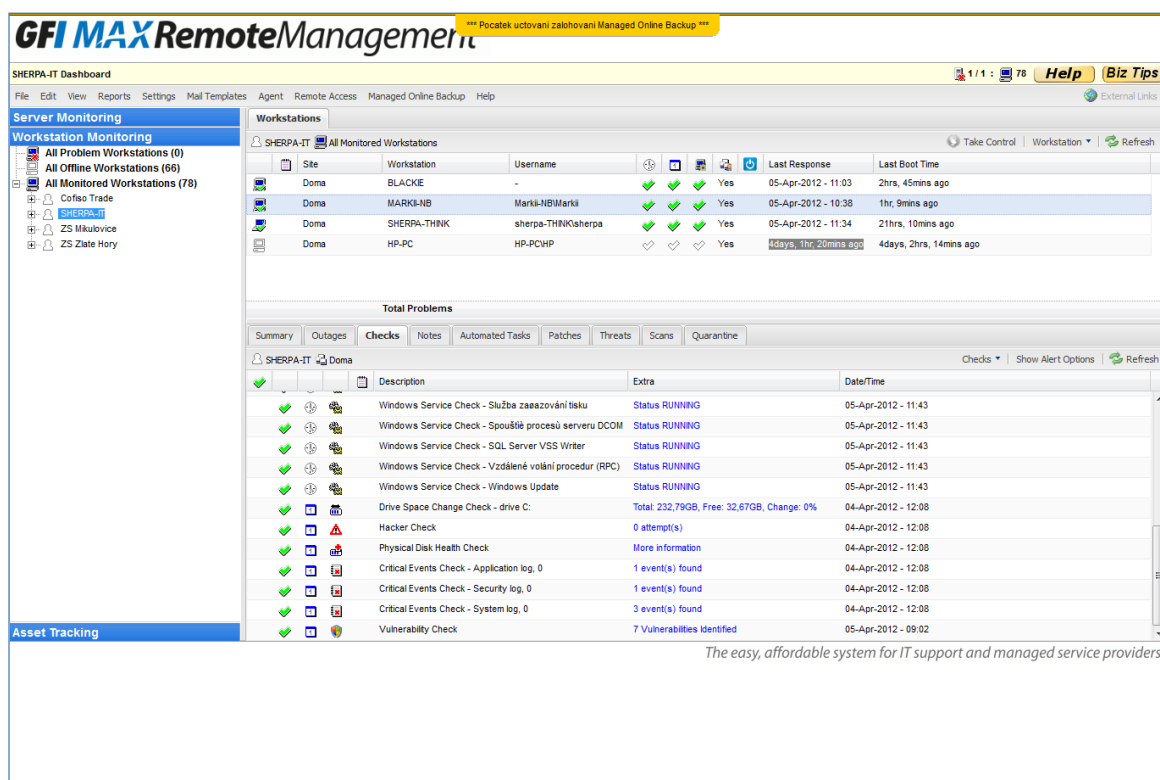 *** Pocatek uctovani zalohovani Managed Online Backup ***
GFI MAX RemoteManagement
SHERPA-IT Dashboard
1/1 : 78 Help Biz Tips
File Edit View Reports Settings Mail Templates Agent Remote Access Managed Online Backup Help External Links
Server Monitoring
Workstation Monitoring
All Problem Workstations (0)
All Offline Workstations (66)
All Monitored Workstations (78)
Cofiso Trade
SHERPA-IT
ZS Mikulovice
ZS Zlate Hory
Asset Tracking
Workstations
SHERPA-IT All Monitored Workstations Take Control Workstation Refresh
Site Workstation Username Last Response Last Boot Time
Doma BLACKIE - Yes 05-Apr-2012 - 11:03 2hrs, 45mins ago
Doma MARKII-NB Markii-NB\Markii Yes 05-Apr-2012 - 10:38 1hr, 9mins ago
Doma SHERPA-THINK sherpa-THINK\sherpa Yes 05-Apr-2012 - 11:34 21hrs, 10mins ago
Doma HP-PC HP-PC\HP Yes 4days, 1hr, 20mins ago 4days, 2hrs, 14mins ago
Total Problems
Summary Outages Checks Notes Automated Tasks Patches Threats Scans Quarantine
SHERPA-IT Doma Checks Show Alert Options Refresh
Description Extra Date/Time
Windows Service Check - Služba zaøazování tisku Status RUNNING 05-Apr-2012 - 11:43
Windows Service Check - Spouštìè procesù serveru DCOM Status RUNNING 05-Apr-2012 - 11:43
Windows Service Check - SQL Server VSS Writer Status RUNNING 05-Apr-2012 - 11:43
Windows Service Check - Vzdálené volání procedur (RPC) Status RUNNING 05-Apr-2012 - 11:43
Windows Service Check - Windows Update Status RUNNING 05-Apr-2012 - 11:43
Drive Space Change Check - drive C: Total: 232,79GB, Free: 32,67GB, Change: 0% 04-Apr-2012 - 12:08
Hacker Check 0 attempt(s) 04-Apr-2012 - 12:08
Physical Disk Health Check More information 04-Apr-2012 - 12:08
Critical Events Check - Application log, 0 1 event(s) found 04-Apr-2012 - 12:08
Critical Events Check - Security log, 0 1 event(s) found 04-Apr-2012 - 12:08
Critical Events Check - System log, 0 3 event(s) found 04-Apr-2012 - 12:08
Vulnerability Check 7 Vulnerabilities Identified 05-Apr-2012 - 09:02
The easy, affordable system for IT support and managed service providers